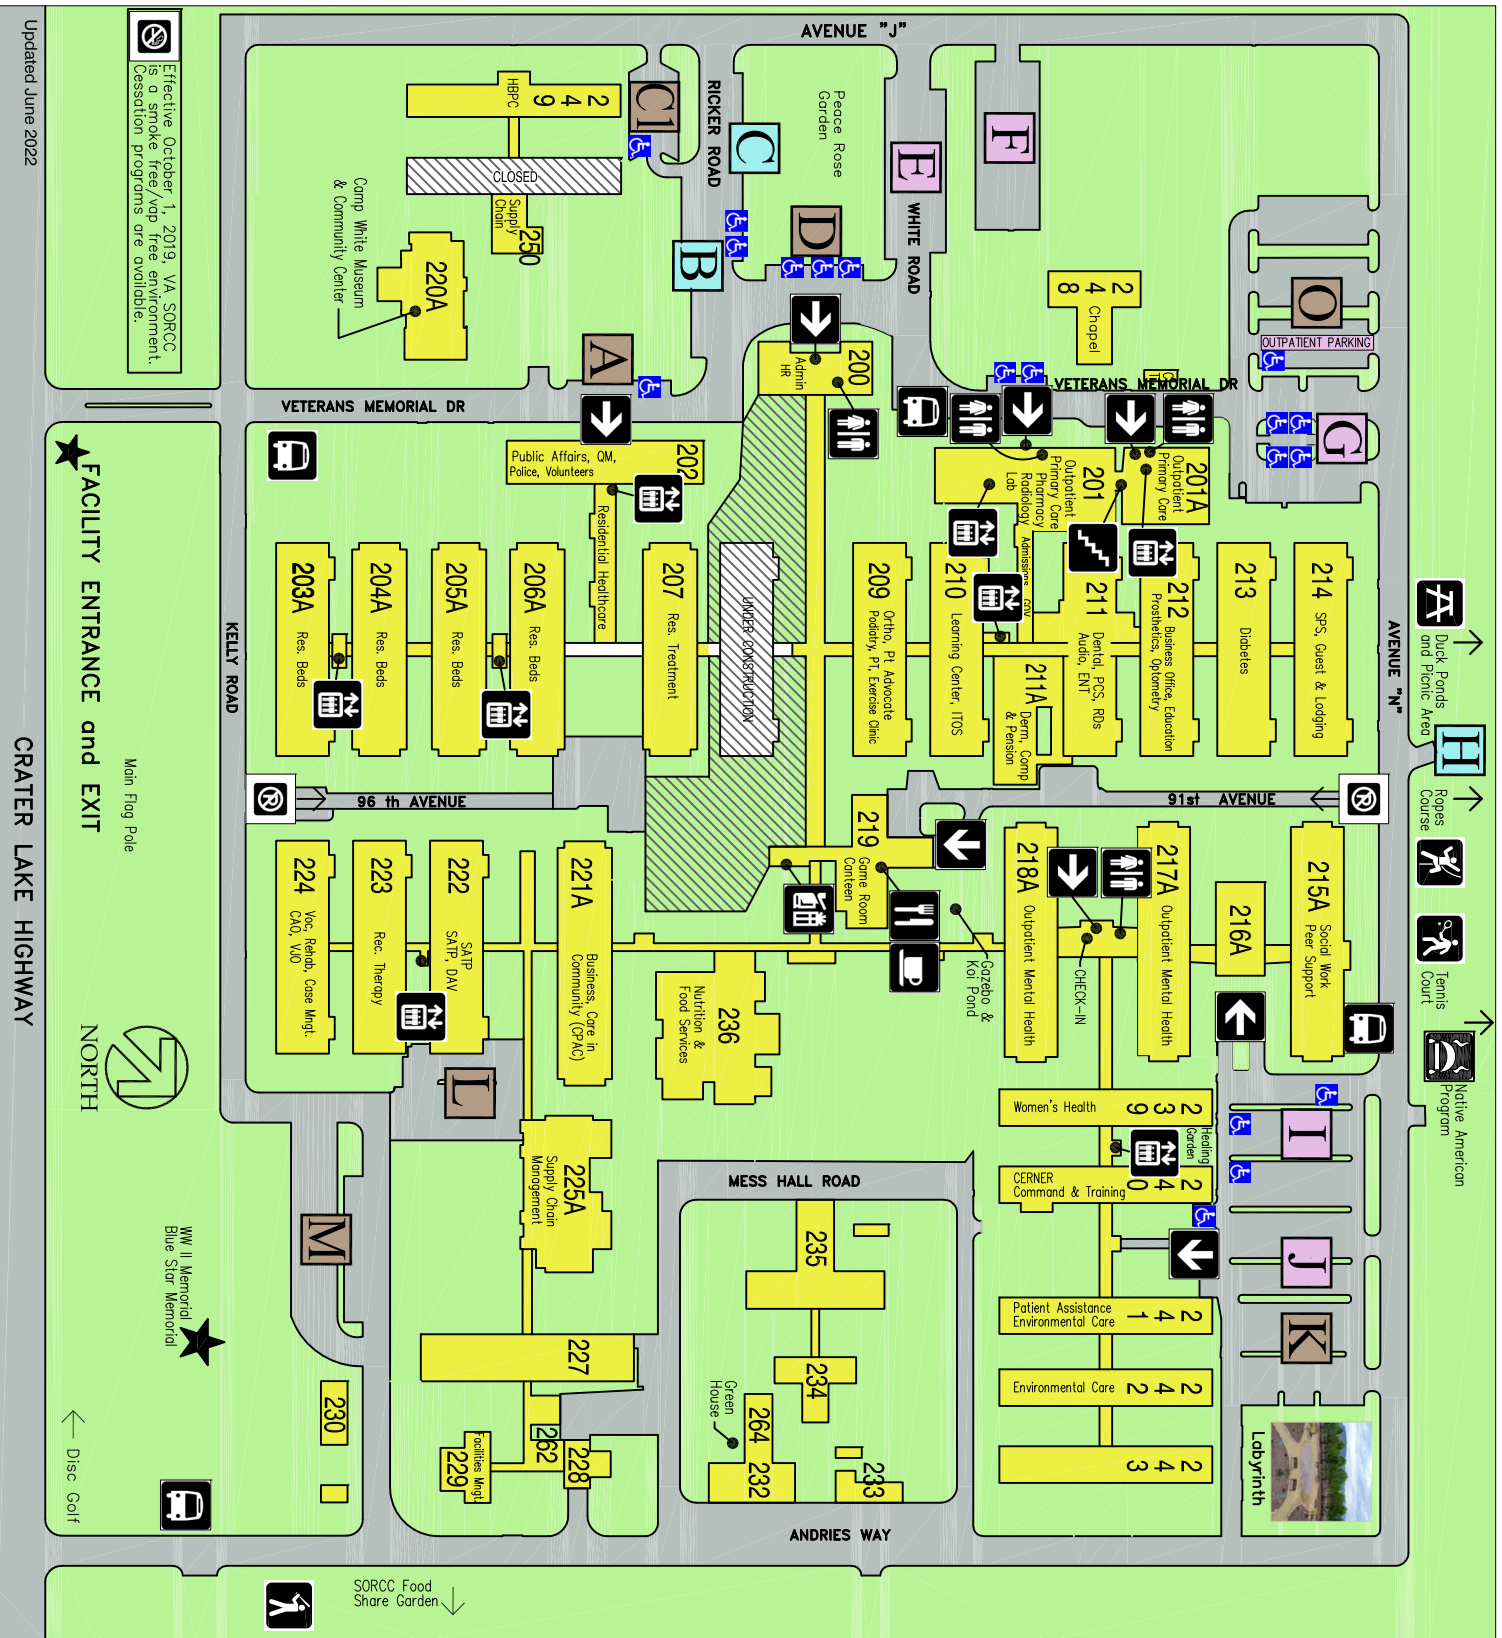 AVENUE "J"
Updated June 2022
Effective October 1, 2019, VA SORCC
is a smoke free/vap free environment.
Cessation programs are available.
HBPC
249
C1
RICKER ROAD
C
Peace Rose
Garden
E
F
WHITE ROAD
CLOSED
Supply
Chain
250
D
B
Camp White Museum
& Community Center
220A
A
248
Chapel
O
OUTPATIENT PARKING
200
Admin
HR
VETERANS MEMORIAL DR
VETERANS MEMORIAL DR
G
202
Public Affairs, QM,
Police, Volunteers
Residential Healthcare
201
Outpatient
Primary Care
Pharmacy
Radiology
Lab
201A
Outpatient
Primary Care
Admissions
FACILITY ENTRANCE and EXIT
KELLY ROAD
203A
Res. Beds
204A
Res. Beds
205A
Res. Beds
206A
Res. Beds
207
Res. Treatment
UNDER CONSTRUCTION
209
Ortho, Pt Advocate
Podiatry, PT, Exercise Clinic
210
Learning Center, ITOS
211
Dental, PCS, RDs
Audio, ENT
211A
Derm, Comp
& Pension
212
Business Office, Education
Prosthetics, Optometry
213
Diabetes
214
SPS, Guest & Lodging
AVENUE "N"
Duck Ponds
and Picnic Area
H
Ropes
Course
Tennis
Court
Native American
Program
CRATER LAKE HIGHWAY
Main Flag Pole
96 th AVENUE
91st AVENUE
224
Voc, Rehab, Case Mngt.
CAO, VJO
223
Rec. Therapy
222
SATP
SATP, DAV
221A
Business, Care in
Community (CPAC)
219
Game Room
Canteen
236
Nutrition &
Food Services
Gazebo &
Koi Pond
218A
Outpatient Mental Health
CHECK-IN
217A
Outpatient Mental Health
216A
215A
Social Work
Peer Support
NORTH
L
239
Women's Health
Healing
Garden
240
CERNER
Command & Training
I
225A
Supply Chain
Management
MESS HALL ROAD
M
WW II Memorial
Blue Star Memorial
235
J
241
Patient Assistance
Environmental Care
K
227
234
242
Environmental Care
230
Green
House
264
232
233
262
228
Facilities Mngt.
229
243
Labyrinth
Disc Golf
ANDRIES WAY
SORCC Food
Share Garden